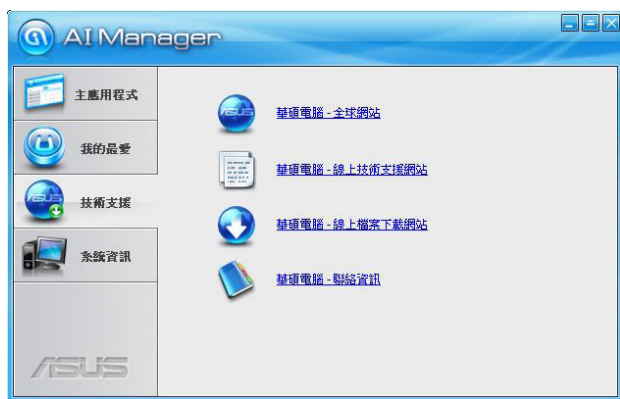 AI Manager
主應用程式
我的最愛
技術支援
系統資訊
ASUS
華碩電腦 - 全球網站
華碩電腦 - 線上技術支援網站
華碩電腦 - 線上檔案下載網站
華碩電腦 - 聯絡資訊